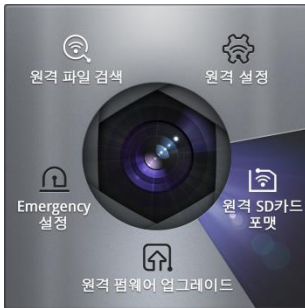 원격 파일 검색
원격 설정
Emergency
설정
원격 SD카드
포맷
원격 펌웨어 업그레이드